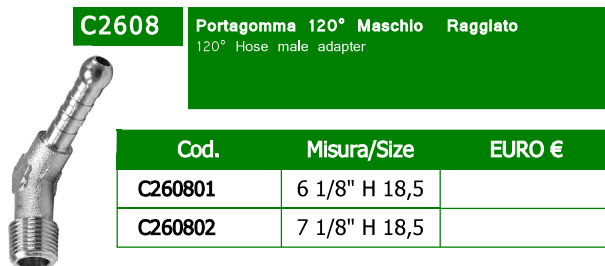 C2608
Portagomma 120° Maschio Raggiato
120° Hose male adapter
Cod. Misura/Size EURO €
C260801 6 1/8" H 18,5
C260802 7 1/8" H 18,5